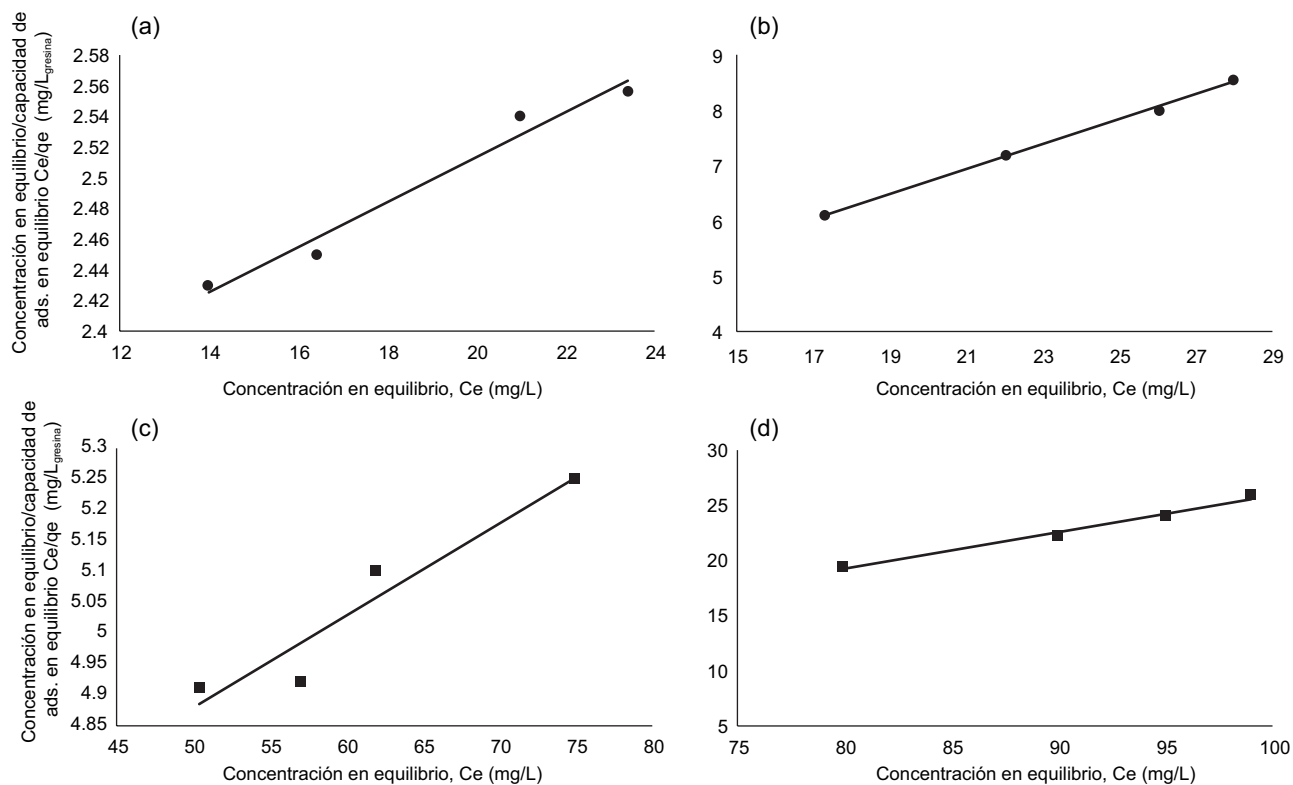 (a)
Concentración en equilibrio/capacidad de
ads. en equilibrio Ce/qe (mg/Lgresina)
2.58
2.56
2.54
2.52
2.5
2.48
2.46
2.44
2.42
2.4
12 14 16 18 20 22 24
Concentración en equilibrio, Ce (mg/L)
(b)
9
8
7
6
5
4
15 17 19 21 23 25 27 29
Concentración en equilibrio, Ce (mg/L)
(c)
Concentración en equilibrio/capacidad de
ads. en equilibrio Ce/qe (mg/Lgresina)
5.3
5.25
5.2
5.15
5.1
5.05
5
4.95
4.9
4.85
45 50 55 60 65 70 75 80
Concentración en equilibrio, Ce (mg/L)
(d)
30
25
20
15
10
5
75 80 85 90 95 100
Concentración en equilibrio, Ce (mg/L)